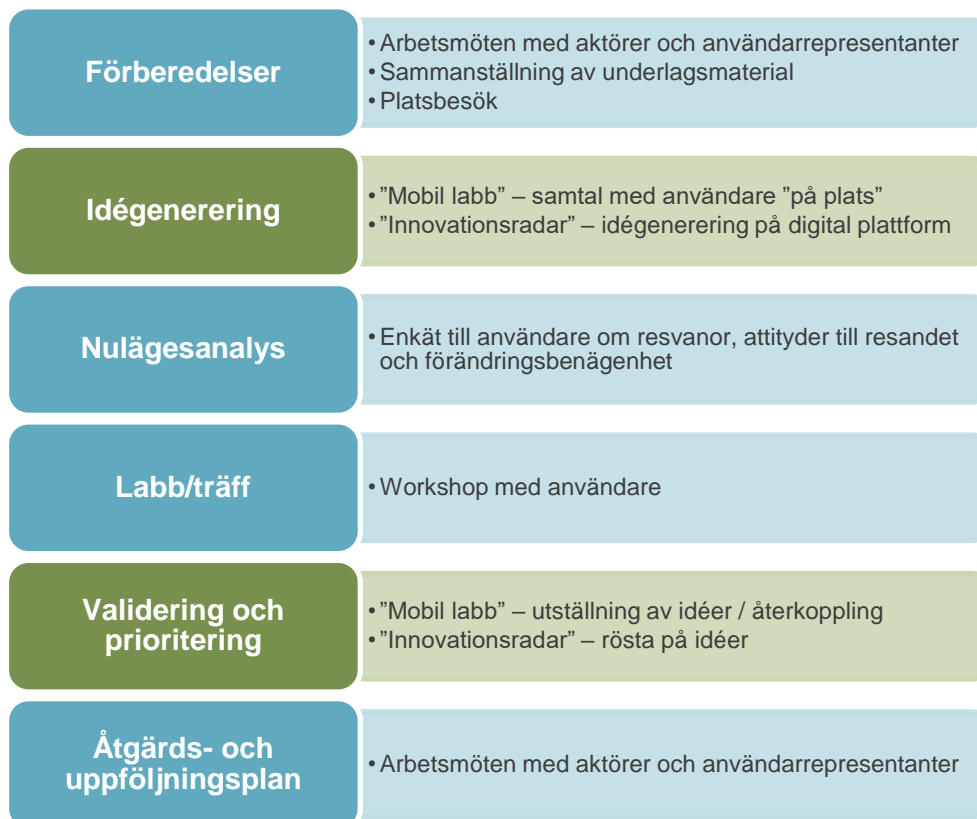 Förberedelser
• Arbetsmöten med aktörer och användarrepresentanter
• Sammanställning av underlagsmaterial
• Platsbesök
Idégenerering
• ”Mobil labb” – samtal med användare ”på plats”
• ”Innovationsradar” – idégenerering på digital plattform
Nulägesanalys
• Enkät till användare om resvanor, attityder till resandet
och förändringsbenägenhet
Labb/träff
• Workshop med användare
Validering och
prioritering
• ”Mobil labb” – utställning av idéer / återkoppling
• ”Innovationsradar” – rösta på idéer
Åtgärds- och
uppföljningsplan
• Arbetsmöten med aktörer och användarrepresentanter